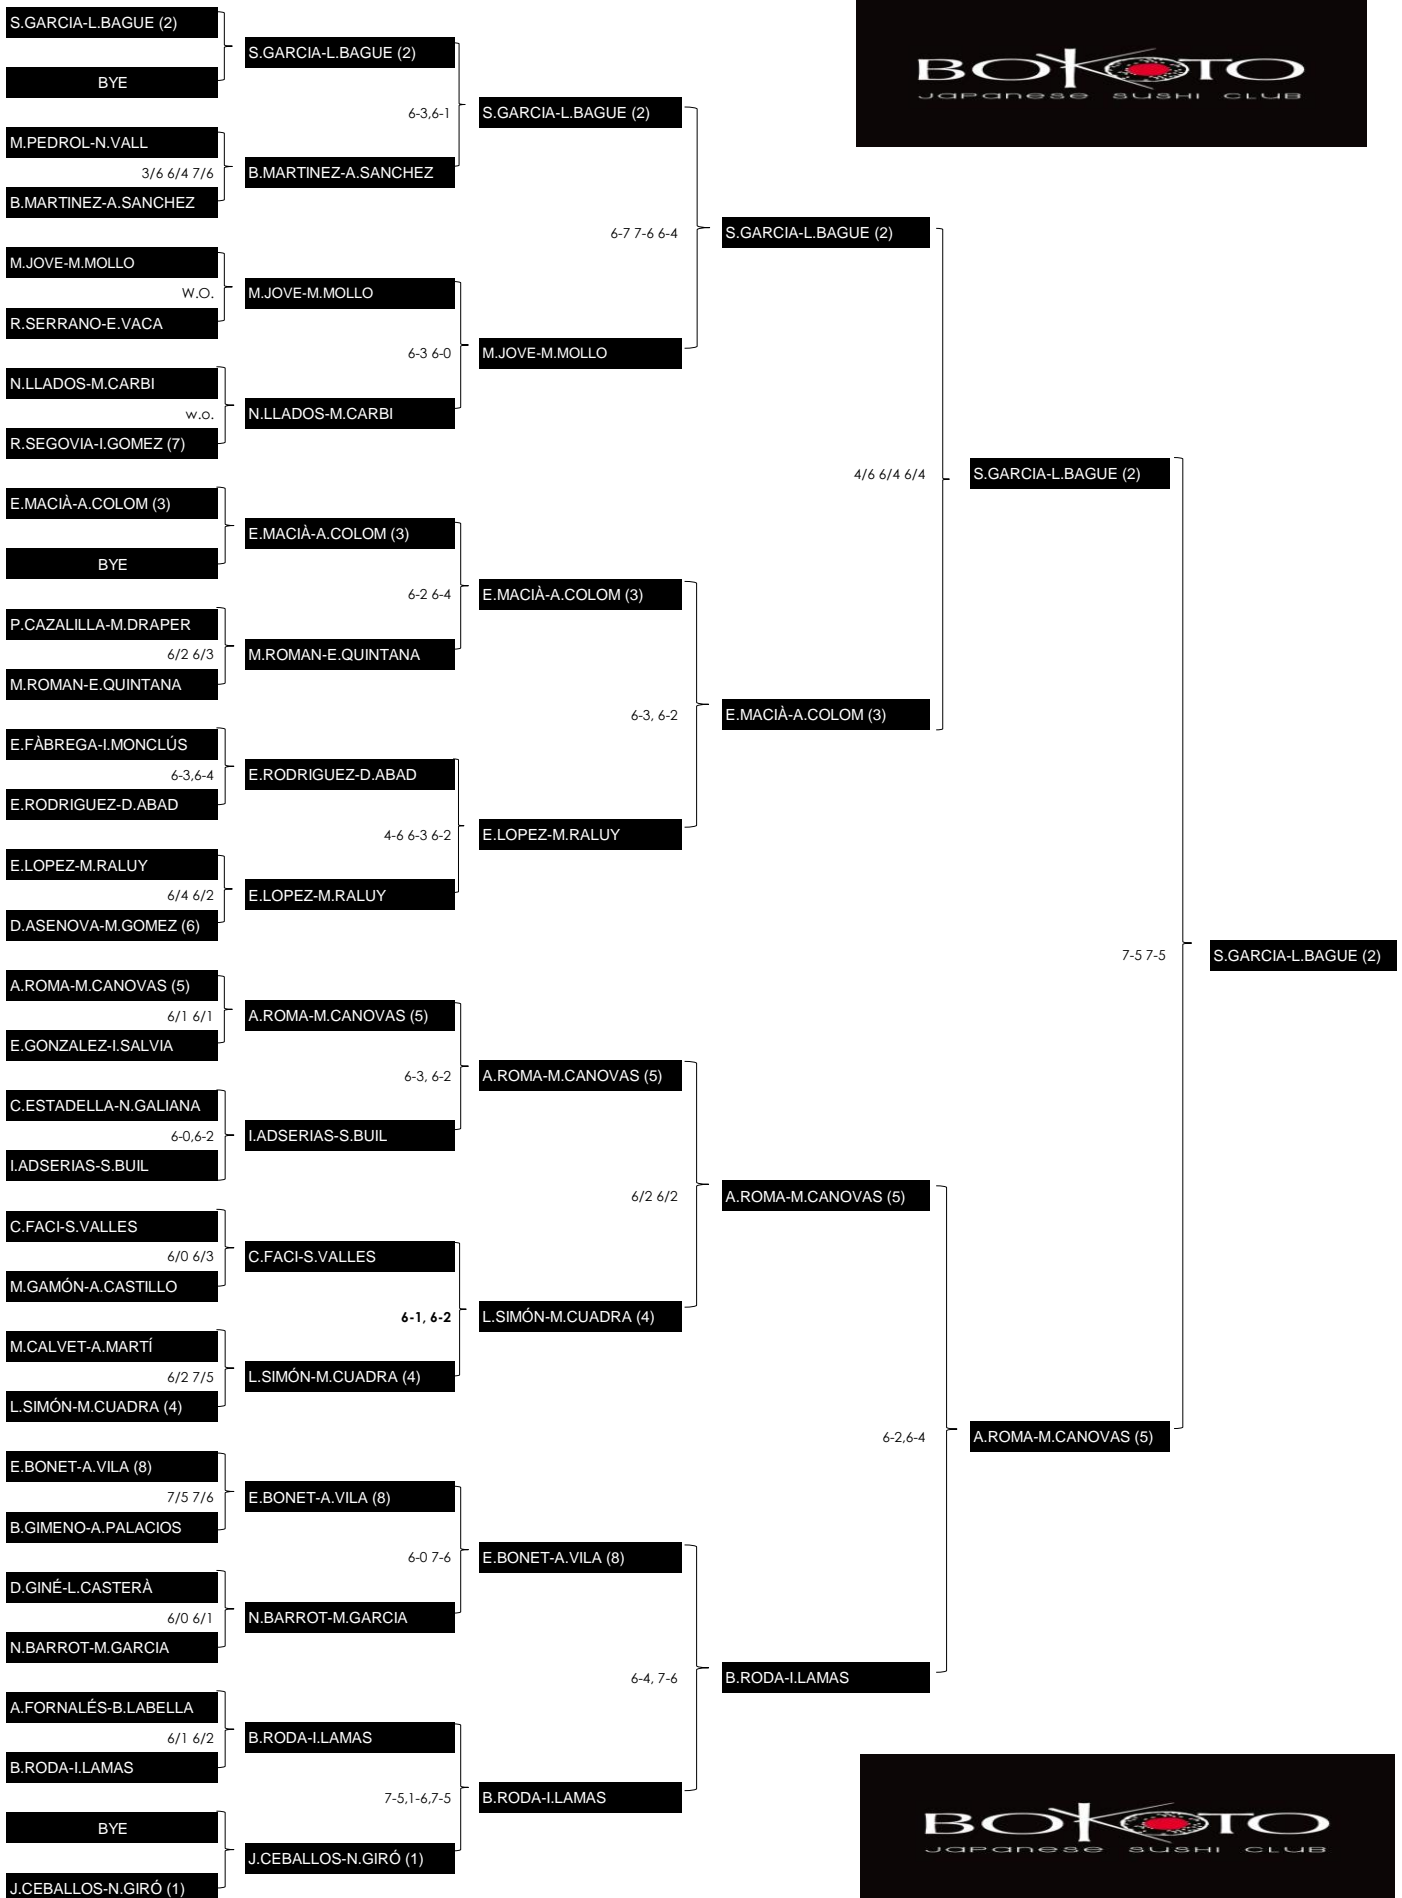 S.GARCIA-L.BAGUE (2)
BYE
M.PEDROL-N.VALL
3/6 6/4 7/6
B.MARTINEZ-A.SANCHEZ
M.JOVE-M.MOLLO
W.O.
R.SERRANO-E.VACA
N.LLADOS-M.CARBI
w.o.
R.SEGOVIA-I.GOMEZ (7)
E.MACIÀ-A.COLOM (3)
BYE
P.CAZALILLA-M.DRAPER
6/2 6/3
M.ROMAN-E.QUINTANA
E.FÀBREGA-I.MONCLÚS
6-3,6-4
E.RODRIGUEZ-D.ABAD
E.LOPEZ-M.RALUY
6/4 6/2
D.ASENOVA-M.GOMEZ (6)
A.ROMA-M.CANOVAS (5)
6/1 6/1
E.GONZALEZ-I.SALVIA
C.ESTADELLA-N.GALIANA
6-0,6-2
I.ADSERIAS-S.BUIL
C.FACI-S.VALLES
6/0 6/3
M.GAMÓN-A.CASTILLO
M.CALVET-A.MARTÍ
6/2 7/5
L.SIMÓN-M.CUADRA (4)
E.BONET-A.VILA (8)
7/5 7/6
B.GIMENO-A.PALACIOS
D.GINÉ-L.CASTERÀ
6/0 6/1
N.BARROT-M.GARCIA
A.FORNALÉS-B.LABELLA
6/1 6/2
B.RODA-I.LAMAS
BYE
J.CEBALLOS-N.GIRÓ (1)
S.GARCIA-L.BAGUE (2)
6-3,6-1
B.MARTINEZ-A.SANCHEZ
M.JOVE-M.MOLLO
6-3 6-0
N.LLADOS-M.CARBI
E.MACIÀ-A.COLOM (3)
6-2 6-4
M.ROMAN-E.QUINTANA
E.RODRIGUEZ-D.ABAD
4-6 6-3 6-2
E.LOPEZ-M.RALUY
A.ROMA-M.CANOVAS (5)
6-3, 6-2
I.ADSERIAS-S.BUIL
C.FACI-S.VALLES
6-1, 6-2
L.SIMÓN-M.CUADRA (4)
E.BONET-A.VILA (8)
6-0 7-6
N.BARROT-M.GARCIA
B.RODA-I.LAMAS
7-5,1-6,7-5
J.CEBALLOS-N.GIRÓ (1)
S.GARCIA-L.BAGUE (2)
6-7 7-6 6-4
M.JOVE-M.MOLLO
E.MACIÀ-A.COLOM (3)
6-3, 6-2
E.LOPEZ-M.RALUY
A.ROMA-M.CANOVAS (5)
6/2 6/2
L.SIMÓN-M.CUADRA (4)
E.BONET-A.VILA (8)
6-4, 7-6
B.RODA-I.LAMAS
S.GARCIA-L.BAGUE (2)
4/6 6/4 6/4
E.MACIÀ-A.COLOM (3)
A.ROMA-M.CANOVAS (5)
6-2,6-4
B.RODA-I.LAMAS
S.GARCIA-L.BAGUE (2)
7-5 7-5
A.ROMA-M.CANOVAS (5)
S.GARCIA-L.BAGUE (2)
BOKOTO
Japanese sushi club
BOKOTO
Japanese sushi club